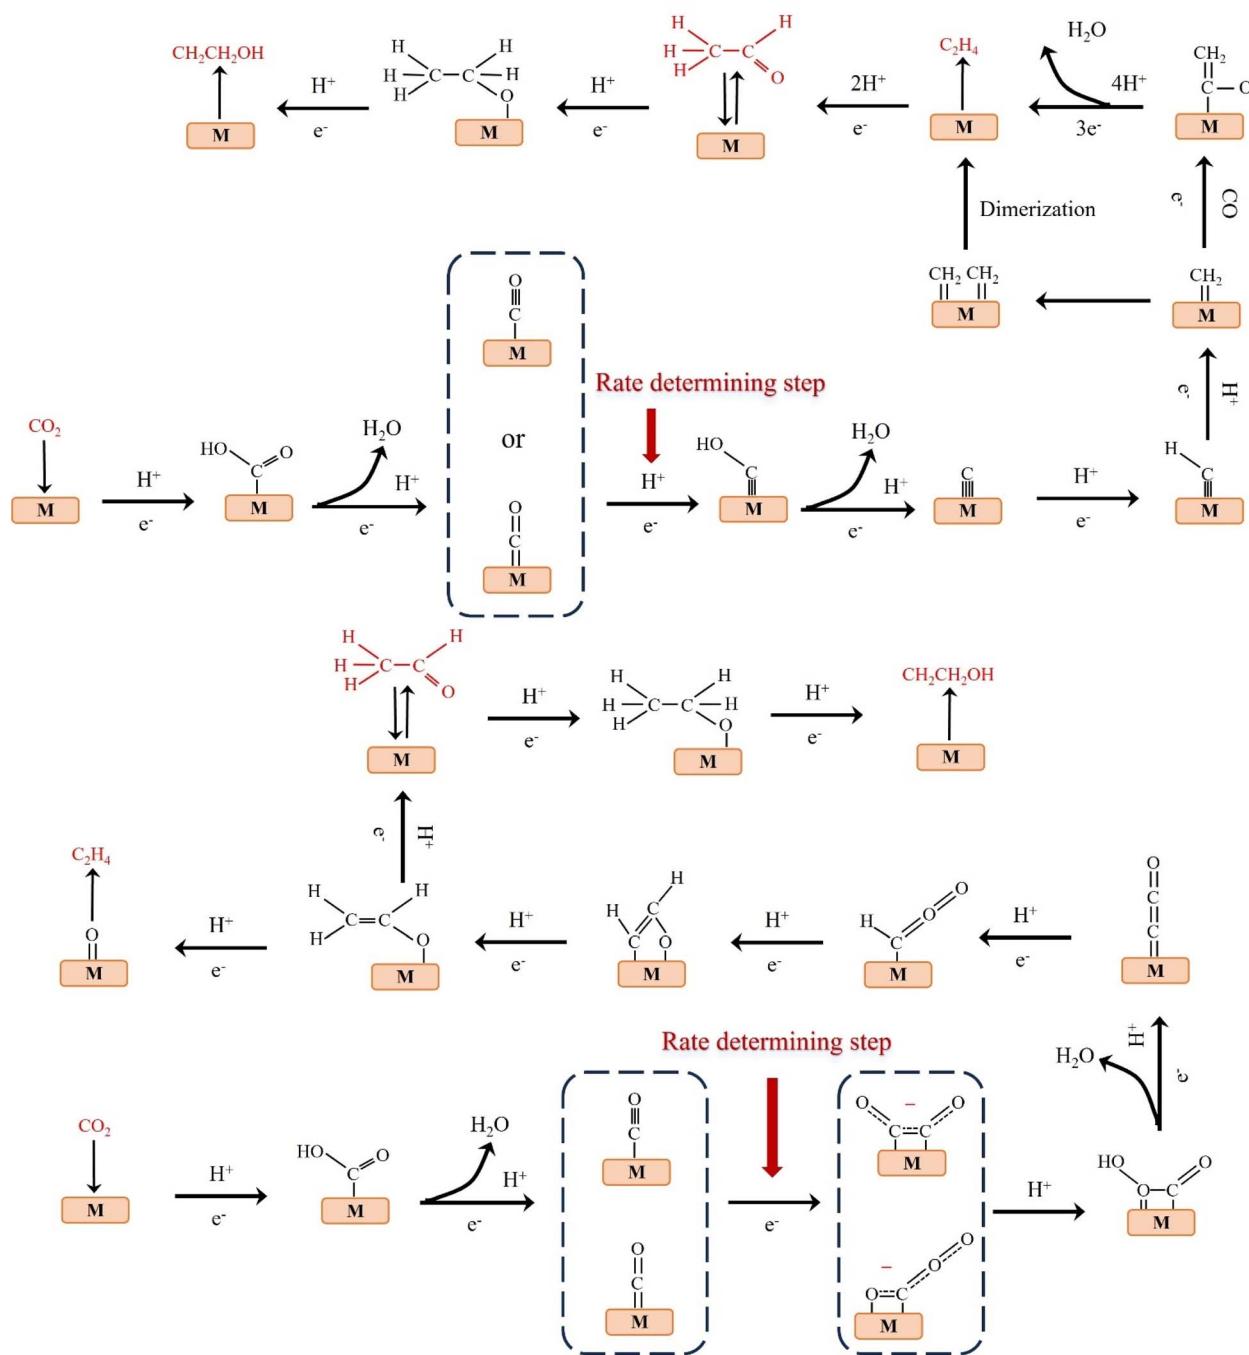 CH₂CH₂OH
H⁺
e⁻
H
H
H
H
H
C
C
O
M
H⁺
e⁻
H
H
H
H
C
C
O
M
2H⁺
e⁻
C₂H₄
M
H₂O
4H⁺
3e⁻
CH₂
C
O
M
M
Dimerization
e⁻
CO
CH₂
CH₂
M
CH₂
M
O
C
M
or
O
C
M
Rate determining step
e⁻
H⁺
CO₂
M
H⁺
e⁻
HO
O
C
M
H₂O
H⁺
e⁻
H⁺
e⁻
HO
C
M
H₂O
H⁺
e⁻
C
M
H⁺
e⁻
H
C
M
H
H
H
H
C
C
O
M
H⁺
e⁻
H
H
H
H
H
C
C
O
M
H⁺
e⁻
CH₂CH₂OH
M
e⁻
H⁺
C₂H₄
O
M
H⁺
e⁻
H
H
H
C
C
O
M
H⁺
e⁻
H
H
C
C
O
M
H⁺
e⁻
H
C
O
O
M
H⁺
e⁻
O
C
C
C
M
Rate determining step
H₂O
H⁺
e⁻
CO₂
M
H⁺
e⁻
HO
O
C
M
H₂O
H⁺
e⁻
O
C
M
O
C
M
e⁻
O
O
–
C
C
M
–
O
O
O
C
M
H⁺
HO
O
O
C
M